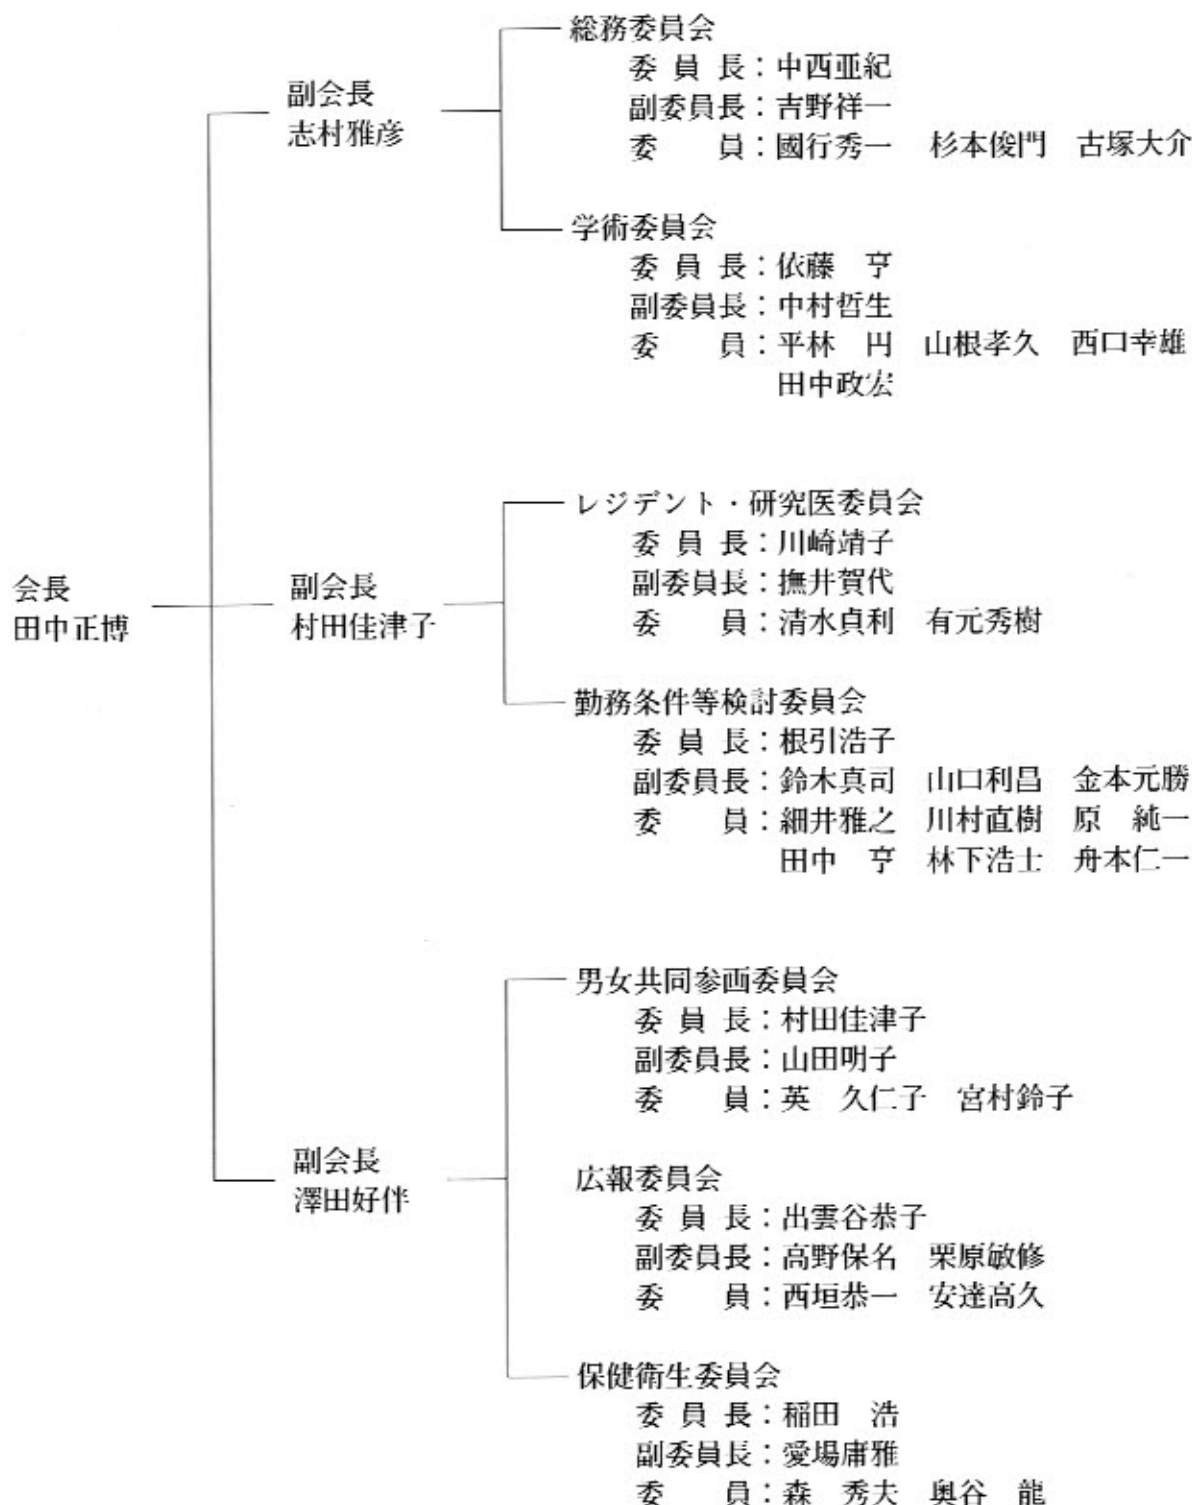 会長
田中正博
副会長
志村雅彦
総務委員会
委 員 長：中西亜紀
副委員長：吉野祥一
委　　員：國行秀一　杉本俊門　古塚大介
学術委員会
委 員 長：依藤　亨
副委員長：中村哲生
委　　員：平林　円　山根孝久　西口幸雄
田中政宏
副会長
村田佳津子
レジデント・研究医委員会
委 員 長：川崎靖子
副委員長：撫井賀代
委　　員：清水貞利　有元秀樹
勤務条件等検討委員会
委 員 長：根引浩子
副委員長：鈴木真司　山口利昌　金本元勝
委　　員：細井雅之　川村直樹　原　純一
田中　亨　林下浩士　舟本仁一
副会長
澤田好伴
男女共同参画委員会
委 員 長：村田佳津子
副委員長：山田明子
委　　員：英　久仁子　宮村鈴子
広報委員会
委 員 長：出雲谷恭子
副委員長：高野保名　栗原敏修
委　　員：西垣恭一　安達高久
保健衛生委員会
委 員 長：稲田　浩
副委員長：愛場庸雅
委　　員：森　秀夫　奥谷　龍